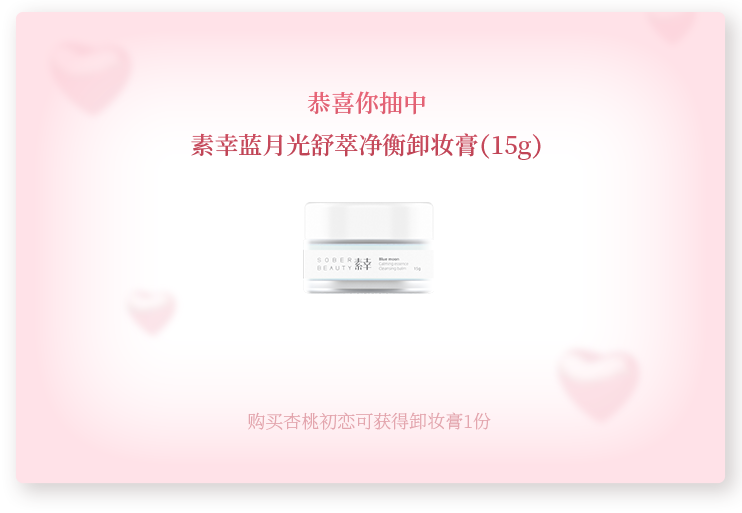 恭喜你抽中
素幸蓝月光舒萃净衡卸妆膏(15g)
SOBER
BEAUTY
素幸
Blue moon
Calming essence
cleansing balm
15g
购买杏桃初恋可获得卸妆膏1份